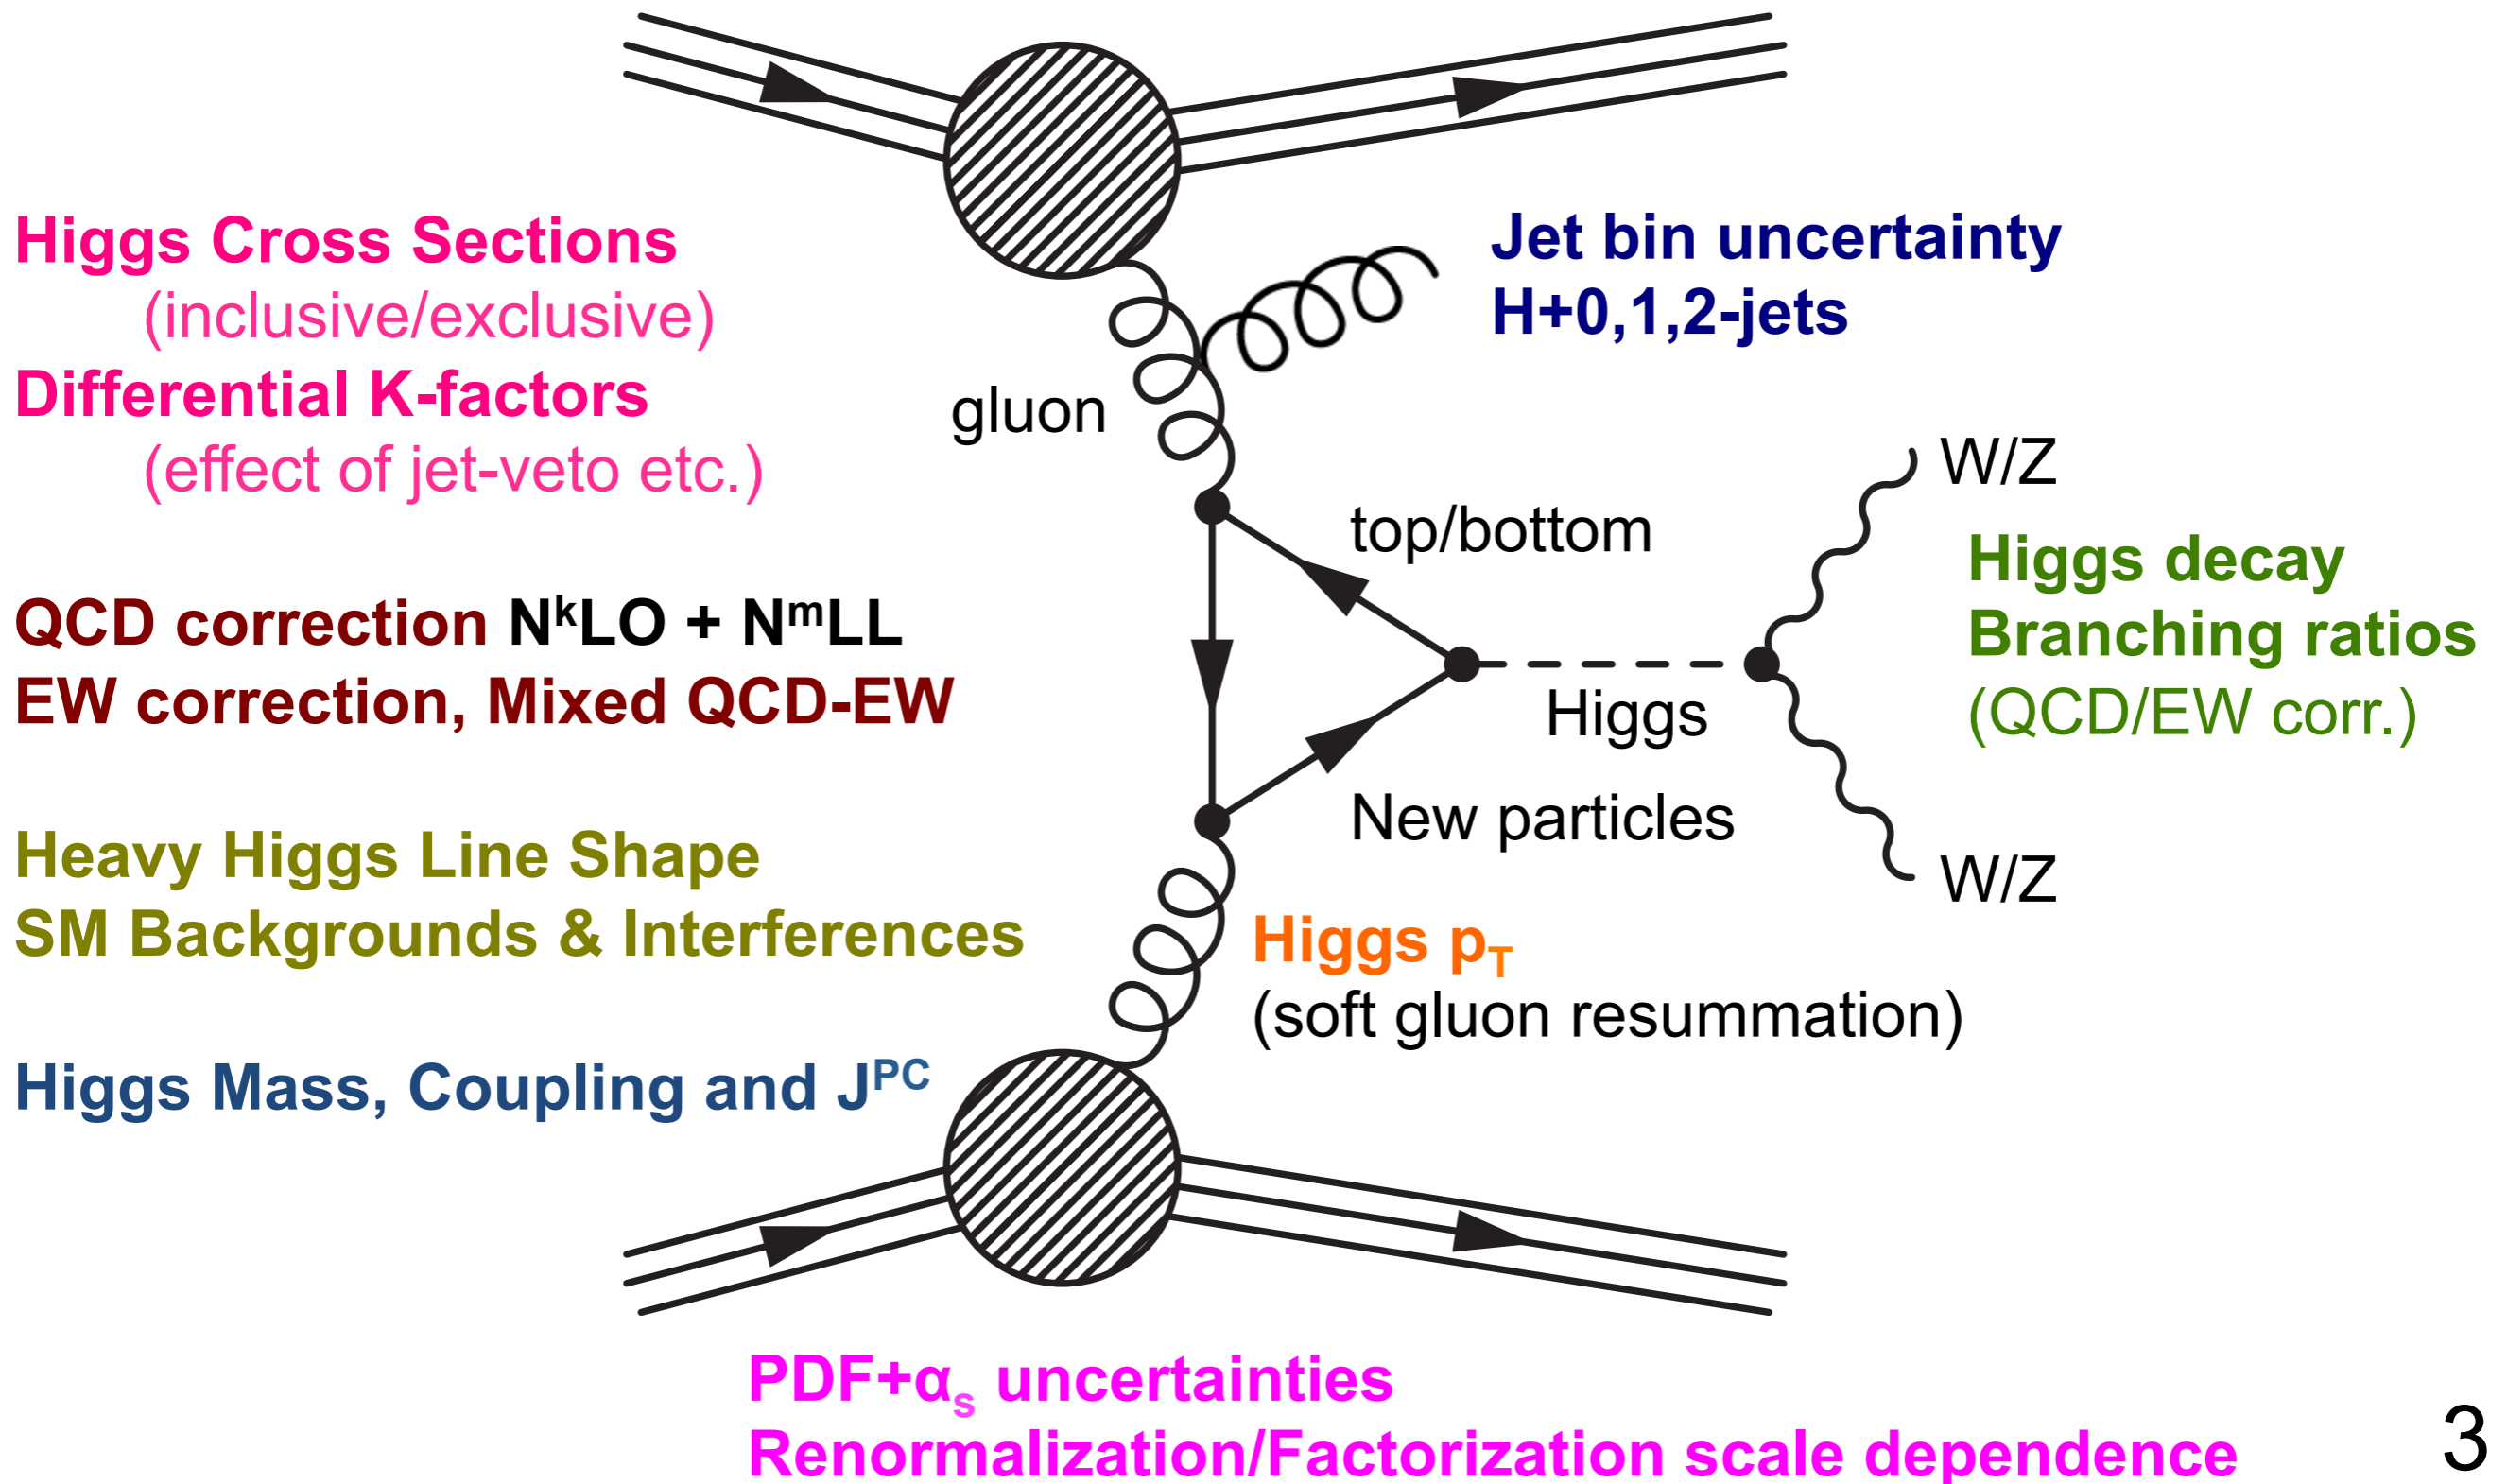 Higgs Cross Sections
(inclusive/exclusive)
Differential K-factors
(effect of jet-veto etc.)
QCD correction NᵏLO + NᵐLL
EW correction, Mixed QCD-EW
Heavy Higgs Line Shape
SM Backgrounds & Interferences
Higgs Mass, Coupling and Jᴾᶜ
gluon
Jet bin uncertainty
H+0,1,2-jets
top/bottom
Higgs
New particles
W/Z
Higgs decay
Branching ratios
(QCD/EW corr.)
W/Z
Higgs p_T
(soft gluon resummation)
PDF+αₛ uncertainties
Renormalization/Factorization scale dependence
3